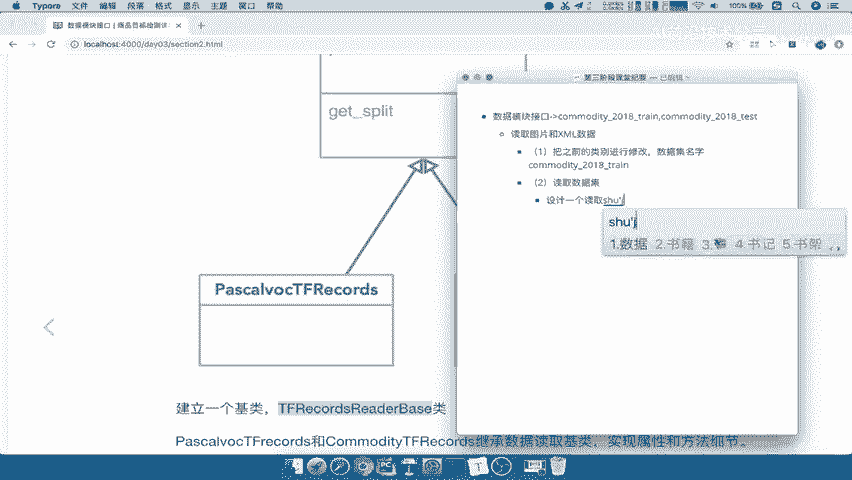 Typora 文件 编辑 段落 格式 显示 主题 窗口 帮助 100%
数据模块接口 | 商品目标检测
localhost:4000/day03/section2.html
第三阶段课堂纪要 — 已编辑
get_split
数据模块接口->commodity_2018_train,commodity_2018_test
读取图片和XML数据
(1)把之前的类别进行修改,数据集名字
commodity_2018_train
(2)读取数据集
设计一个读取shu'j
shu'j
1.数据 2.书籍 3. 4 书记 5.书架
PascalvocTFRecords
建立一个基类,TFRecordsReaderBase类
PascalvocTFrecords和CommodityTFRecords继承数据读取基类,实现属性和方法细节。